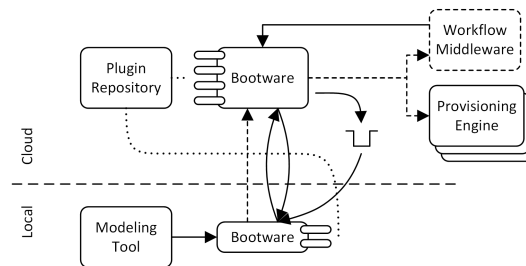 Workflow
Middleware
Plugin
Repository
Bootware
Provisioning
Engine
Cloud
Local
Modeling
Tool
Bootware